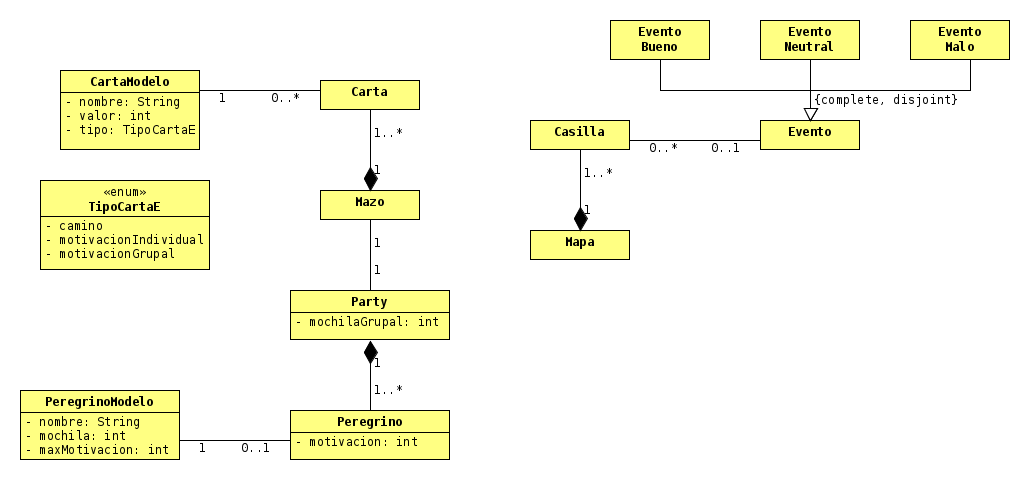 Evento
Bueno
Evento
Neutral
Evento
Malo
{complete, disjoint}
CartaModelo
- nombre: String
- valor: int
- tipo: TipoCartaE
1
0..*
Carta
1..*
1
Mazo
«enum»
TipoCartaE
- camino
- motivacionIndividual
- motivacionGrupal
1
1
Party
- mochilaGrupal: int
1
1..*
PeregrinoModelo
- nombre: String
- mochila: int
- maxMotivacion: int
1
0..1
Peregrino
- motivacion: int
Casilla
0..*
0..1
Evento
1..*
1
Mapa